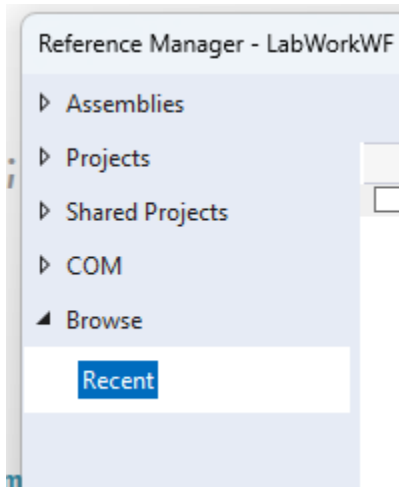 Reference Manager - LabWorkWF
Assemblies
;
Projects
Shared Projects
COM
Browse
Recent
m